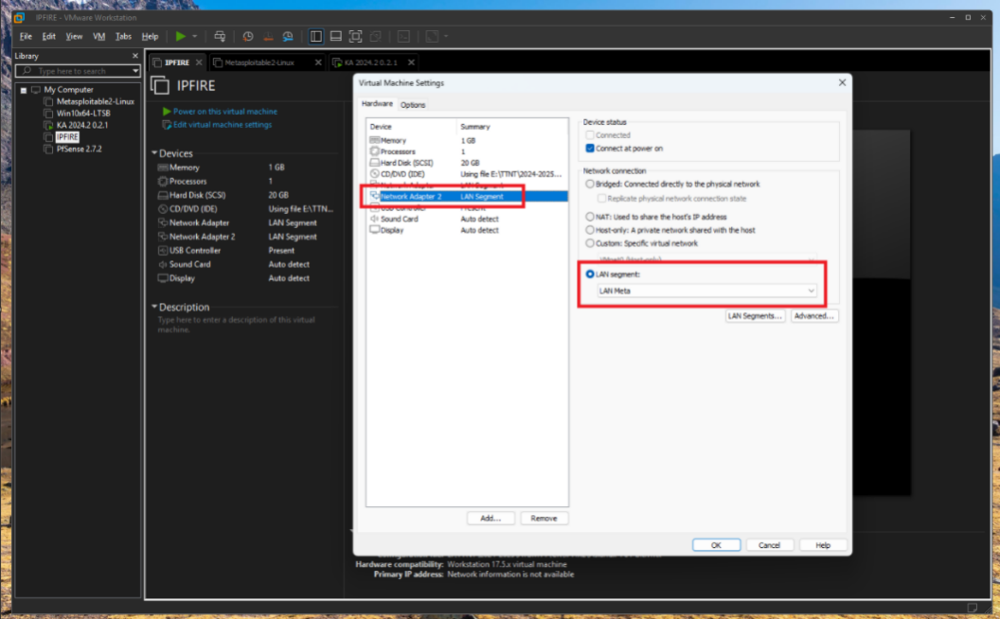 IPFIRE - VMware Workstation
File Edit View VM Tabs Help
Library
Type here to search
My Computer
Metasploitable2-Linux
Win10x64-LTSB
KA 2024.2 0.2.1
IPFIRE
PfSense 2.7.2
IPFIRE
Metasploitable2-Linux
KA 2024.2 0.2.1
IPFIRE
Power on this virtual machine
Edit virtual machine settings
Devices
Memory 1 GB
Processors 1
Hard Disk (SCSI) 20 GB
CD/DVD (IDE) Using file E:\TTN...
Network Adapter LAN Segment
Network Adapter 2 LAN Segment
USB Controller Present
Sound Card Auto detect
Display Auto detect
Description
Type here to enter a description of this virtual
machine.
Virtual Machine Settings
Hardware Options
Device Summary
Memory 1 GB
Processors 1
Hard Disk (SCSI) 20 GB
CD/DVD (IDE) Using file E:\TTNT\2024-2025...
Network Adapter LAN Segment
Network Adapter 2 LAN Segment
USB Controller Present
Sound Card Auto detect
Display Auto detect
Add... Remove
Device status
Connected
Connect at power on
Network connection
Bridged: Connected directly to the physical network
Replicate physical network connection state
NAT: Used to share the host's IP address
Host-only: A private network shared with the host
Custom: Specific virtual network
VMnet0 (Host-only)
LAN segment:
LAN Meta
LAN Segments... Advanced...
OK Cancel Help
Hardware compatibility: Workstation 17.5.x virtual machine
Primary IP address: Network information is not available